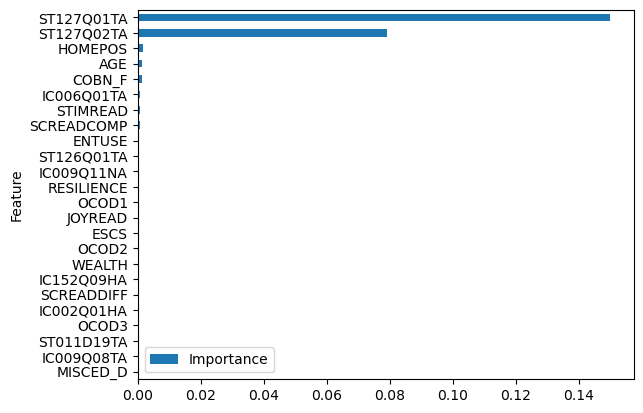 ST127Q01TA
ST127Q02TA
HOMEPOS
AGE
COBN_F
IC006Q01TA
STIMREAD
SCREADCOMP
ENTUSE
ST126Q01TA
IC009Q11NA
RESILIENCE
OCOD1
JOYREAD
ESCS
OCOD2
WEALTH
IC152Q09HA
SCREADDIFF
IC002Q01HA
OCOD3
ST011D19TA
IC009Q08TA
MISCED_D
Feature
Importance
0.00 0.02 0.04 0.06 0.08 0.10 0.12 0.14